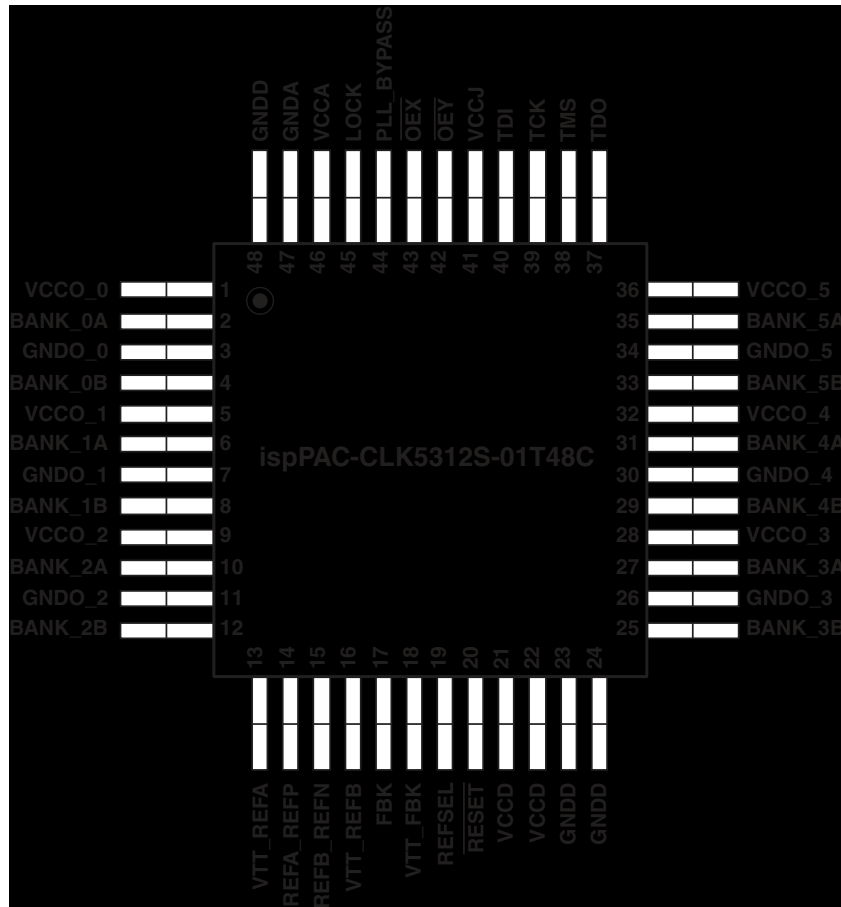 GNDD
GNDA
VCCA
LOCK
PLL_BYPASS
OEX
OEY
VCCJ
TDI
TCK
TMS
TDO
48 47 46 45 44 43 42 41 40 39 38 37
VCCO_0 1 36 VCCO_5
BANK_0A 2 35 BANK_5A
GNDO_0 3 34 GNDO_5
BANK_0B 4 33 BANK_5B
VCCO_1 5 32 VCCO_4
BANK_1A 6 31 BANK_4A
ispPAC-CLK5312S-01T48C
GNDO_1 7 30 GNDO_4
BANK_1B 8 29 BANK_4B
VCCO_2 9 28 VCCO_3
BANK_2A 10 27 BANK_3A
GNDO_2 11 26 GNDO_3
BANK_2B 12 25 BANK_3B
13 14 15 16 17 18 19 20 21 22 23 24
VTT_REFA
REFA_REFP
REFB_REFN
VTT_REFB
FBK
VTT_FBK
REFSEL
RESET
VCCD
VCCD
GNDD
GNDD